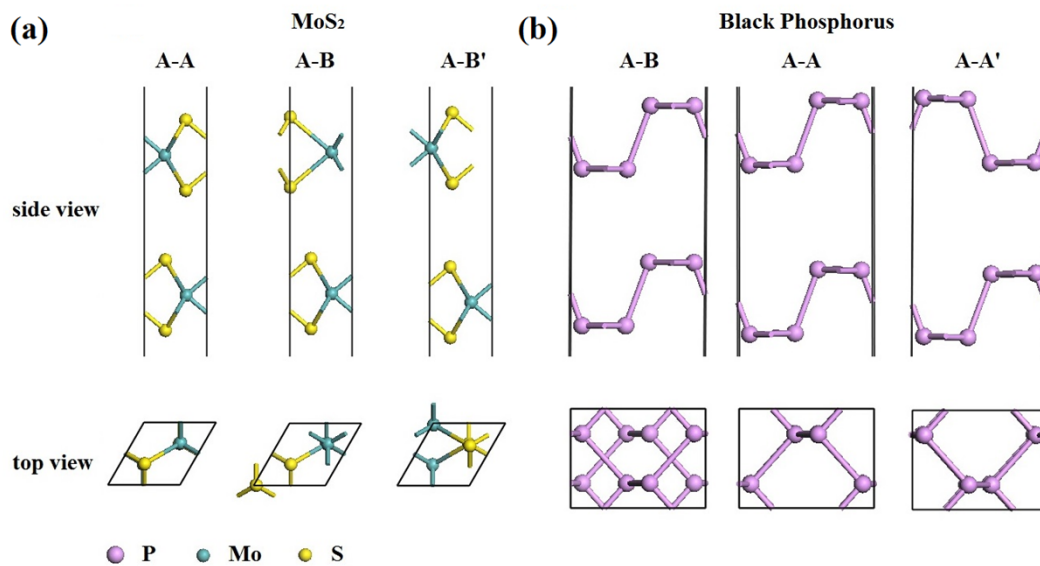 (a) MoS₂ (b) Black Phosphorus
A-A A-B A-B' A-B A-A A-A'
side view
top view
P Mo S